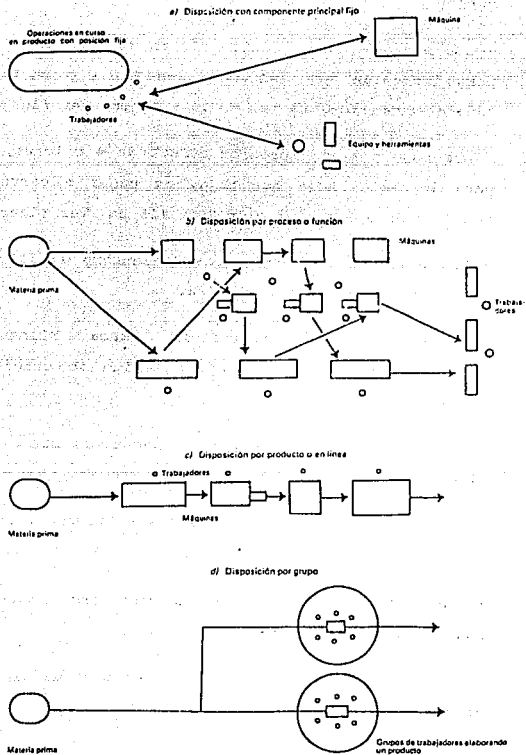 a) Disposición con componente principal fijo
Operaciones en curso
en producto con posición fija
Máquina
Trabajadores
Equipo y herramientas
b) Disposición por proceso o función
Máquinas
Materia prima
Trabaja-
dores
c) Disposición por producto o en línea
Trabajadores
Máquinas
Materia prima
d) Disposición por grupo
Materia prima
Grupos de trabajadores elaborando
un producto